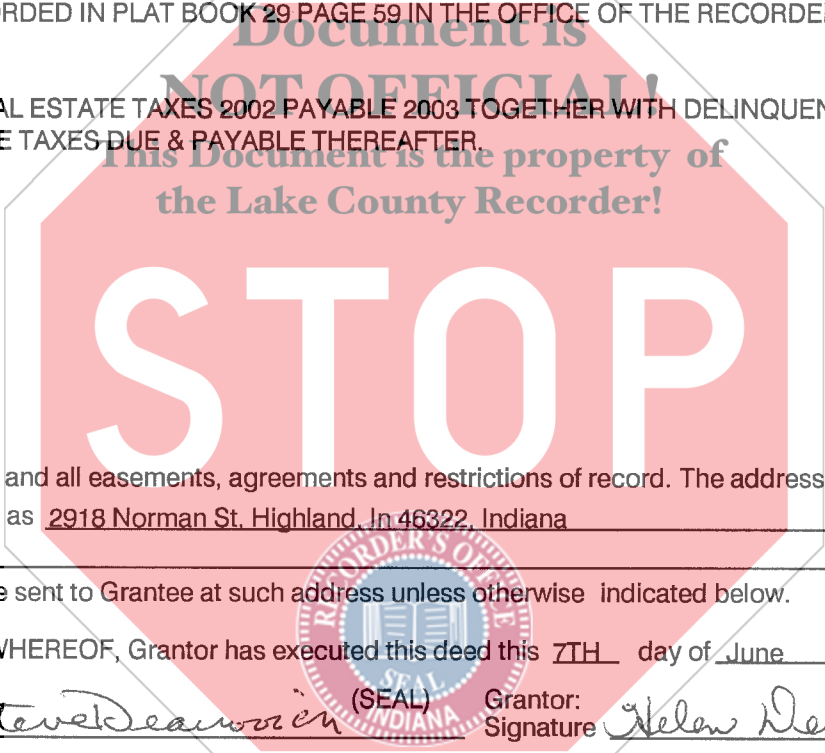 ORDED IN PLAT BOOK 29 PAGE 59 IN THE OFFICE OF THE RECORDE
Document is
NOT OFFICIAL!
AL ESTATE TAXES 2002 PAYABLE 2003 TOGETHER WITH DELINQUEN
E TAXES DUE & PAYABLE THEREAFTER.
This Document is the property of
the Lake County Recorder!
STOP
and all easements, agreements and restrictions of record. The address
as 2918 Norman St, Highland, In 46322, Indiana
RECORDER'S OFFICE
e sent to Grantee at such address unless otherwise indicated below.
WHEREOF, Grantor has executed this deed this 7TH day of June
SEAL
INDIANA
(SEAL) Grantor:
Signature Helen De